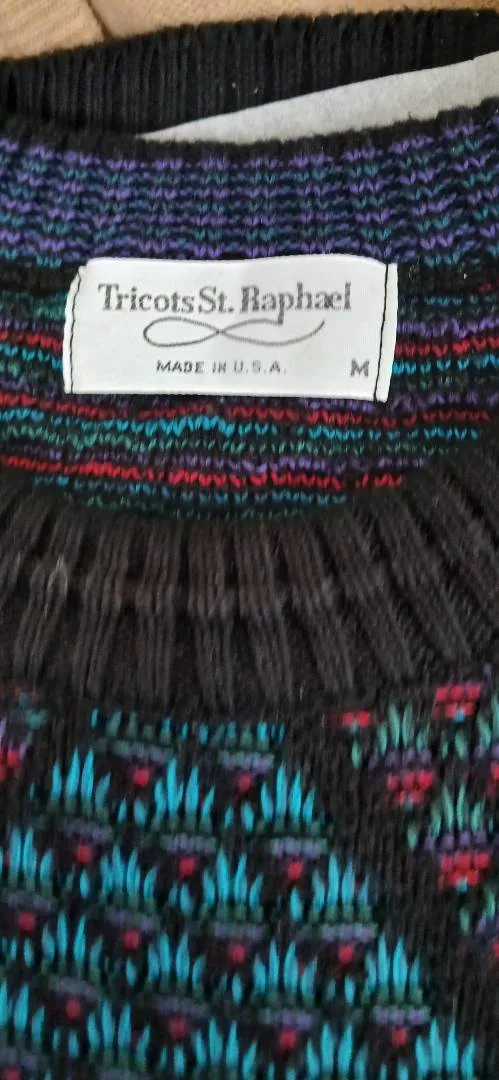 Tricots St. Raphael
MADE IN U.S.A.
M